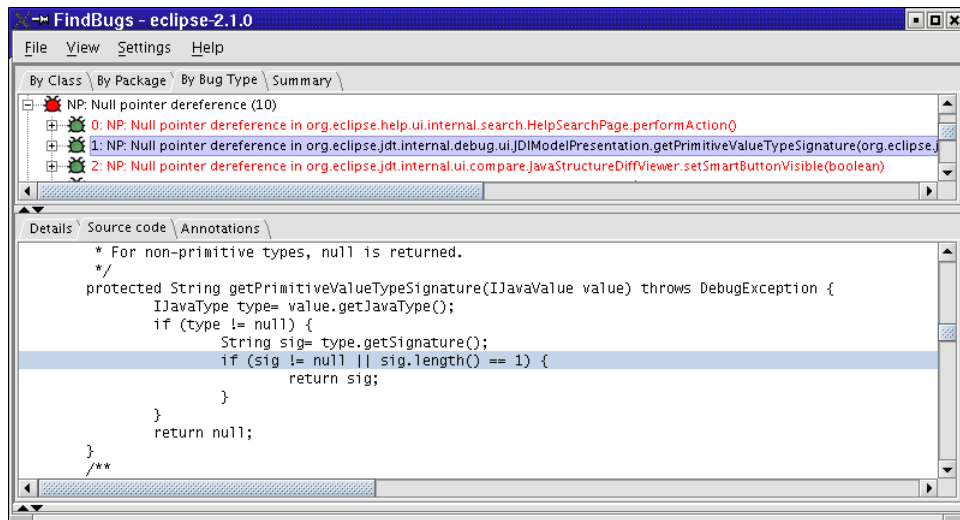 FindBugs - eclipse-2.1.0
File View Settings Help
By Class By Package By Bug Type Summary
NP: Null pointer dereference (10)
0: NP: Null pointer dereference in org.eclipse.help.ui.internal.search.HelpSearchPage.performAction()
1: NP: Null pointer dereference in org.eclipse.jdt.internal.debug.ui.JDIModelPresentation.getPrimitiveValueTypeSignature(org.eclipse.j
2: NP: Null pointer dereference in org.eclipse.jdt.internal.ui.compare.JavaStructureDiffViewer.setSmartButtonVisible(boolean)
Details Source code Annotations
* For non-primitive types, null is returned.
*/
protected String getPrimitiveValueTypeSignature(IJavaValue value) throws DebugException {
IJavaType type= value.getJavaType();
if (type != null) {
String sig= type.getSignature();
if (sig != null || sig.length() == 1) {
return sig;
}
}
return null;
}
/**